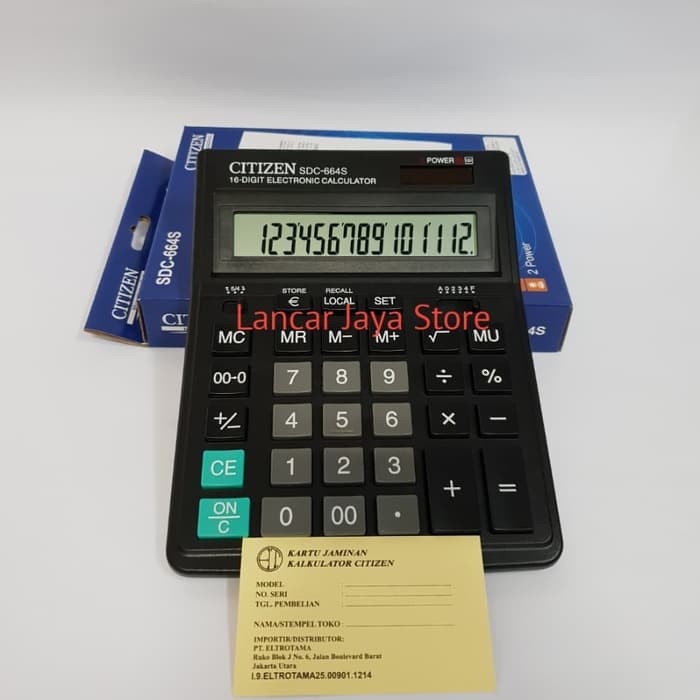 CITIZEN
SDC-664S
CITIZEN
2 Power
4S
CITIZEN SDC-664S
16-DIGIT ELECTRONIC CALCULATOR
POWER
123456789101112.
STORE RECALL
€ LOCAL SET
Lancar Jaya Store
MC MR M− M+ √ MU
00→0 7 8 9 ÷ %
+/− 4 5 6 × −
CE 1 2 3 + =
ON/C 0 00 ·
KARTU JAMINAN
KALKULATOR CITIZEN
MODEL :
NO. SERI :
TGL. PEMBELIAN :
NAMA/STEMPEL TOKO :
IMPORTIR/DISTRIBUTOR:
PT. ELTROTAMA
Ruko Blok J No. 6, Jalan Boulevard Barat
Jakarta Utara
I.9.ELTROTAMA25.00901.1214